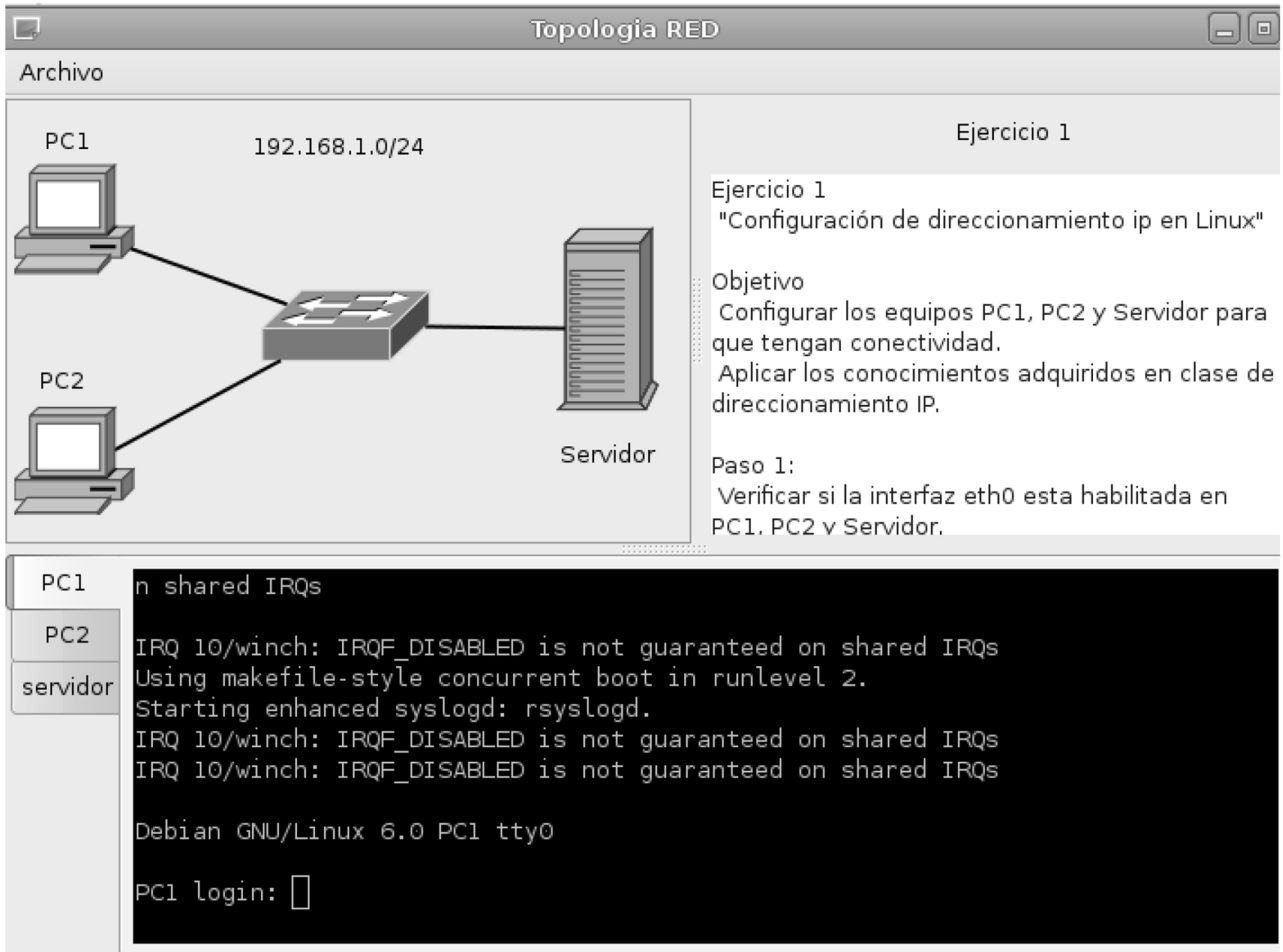 Topologia RED
Archivo
PC1
192.168.1.0/24
PC2
Servidor
Ejercicio 1
Ejercicio 1
"Configuración de direccionamiento ip en Linux"
Objetivo
Configurar los equipos PC1, PC2 y Servidor para
que tengan conectividad.
Aplicar los conocimientos adquiridos en clase de
direccionamiento IP.
Paso 1:
Verificar si la interfaz eth0 esta habilitada en
PC1, PC2 y Servidor.
PC1
PC2
servidor
n shared IRQs
IRQ 10/winch: IRQF_DISABLED is not guaranteed on shared IRQs
Using makefile-style concurrent boot in runlevel 2.
Starting enhanced syslogd: rsyslogd.
IRQ 10/winch: IRQF_DISABLED is not guaranteed on shared IRQs
IRQ 10/winch: IRQF_DISABLED is not guaranteed on shared IRQs
Debian GNU/Linux 6.0 PC1 tty0
PC1 login: